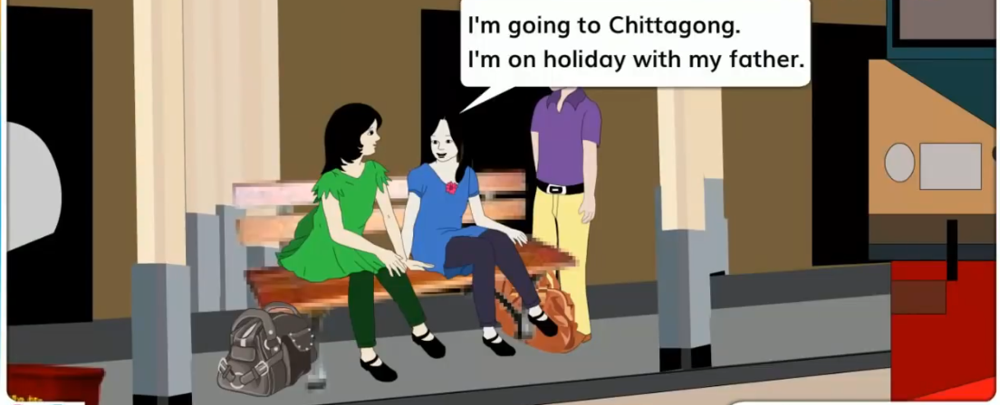 I'm going to Chittagong.
I'm on holiday with my father.